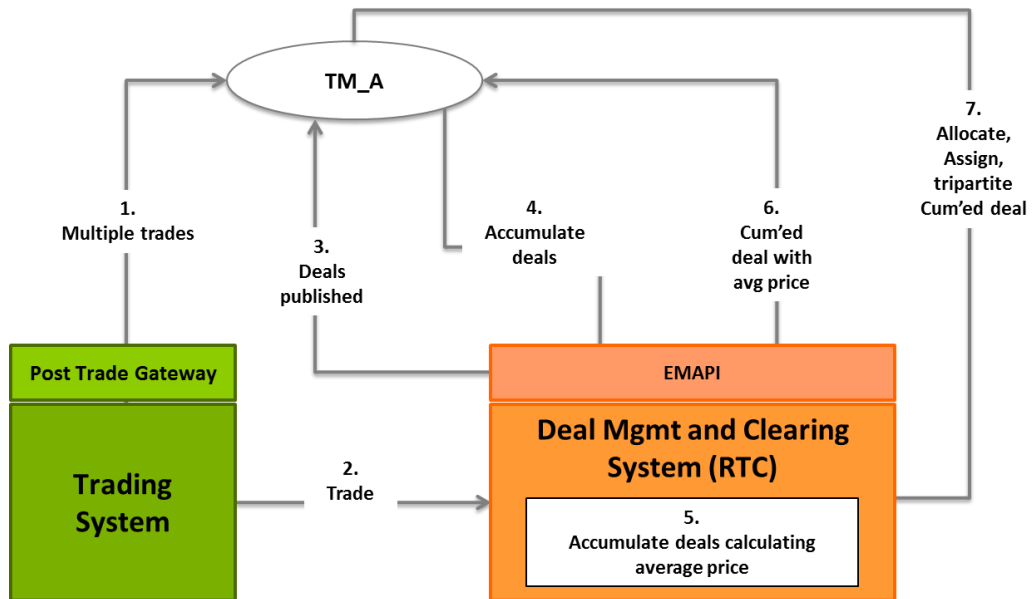 TM_A
1.
Multiple trades
3.
Deals
published
4.
Accumulate
deals
6.
Cum’ed
deal with
avg price
7.
Allocate,
Assign,
tripartite
Cum’ed deal
Post Trade Gateway
Trading
System
2.
Trade
EMAPI
Deal Mgmt and Clearing
System (RTC)
5.
Accumulate deals calculating
average price